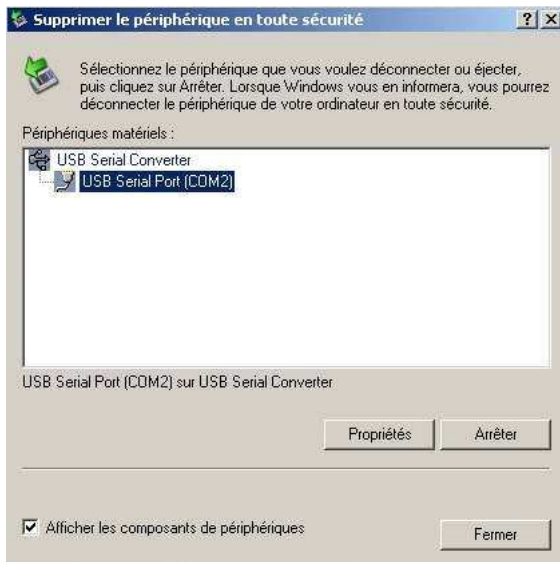 Supprimer le périphérique en toute sécurité
Sélectionnez le périphérique que vous voulez déconnecter ou éjecter,
puis cliquez sur Arrêter. Lorsque Windows vous en informera, vous pourrez
déconnecter le périphérique de votre ordinateur en toute sécurité.
Périphériques matériels :
USB Serial Converter
USB Serial Port (COM2)
USB Serial Port (COM2) sur USB Serial Converter
Propriétés Arrêter
Afficher les composants de périphériques
Fermer